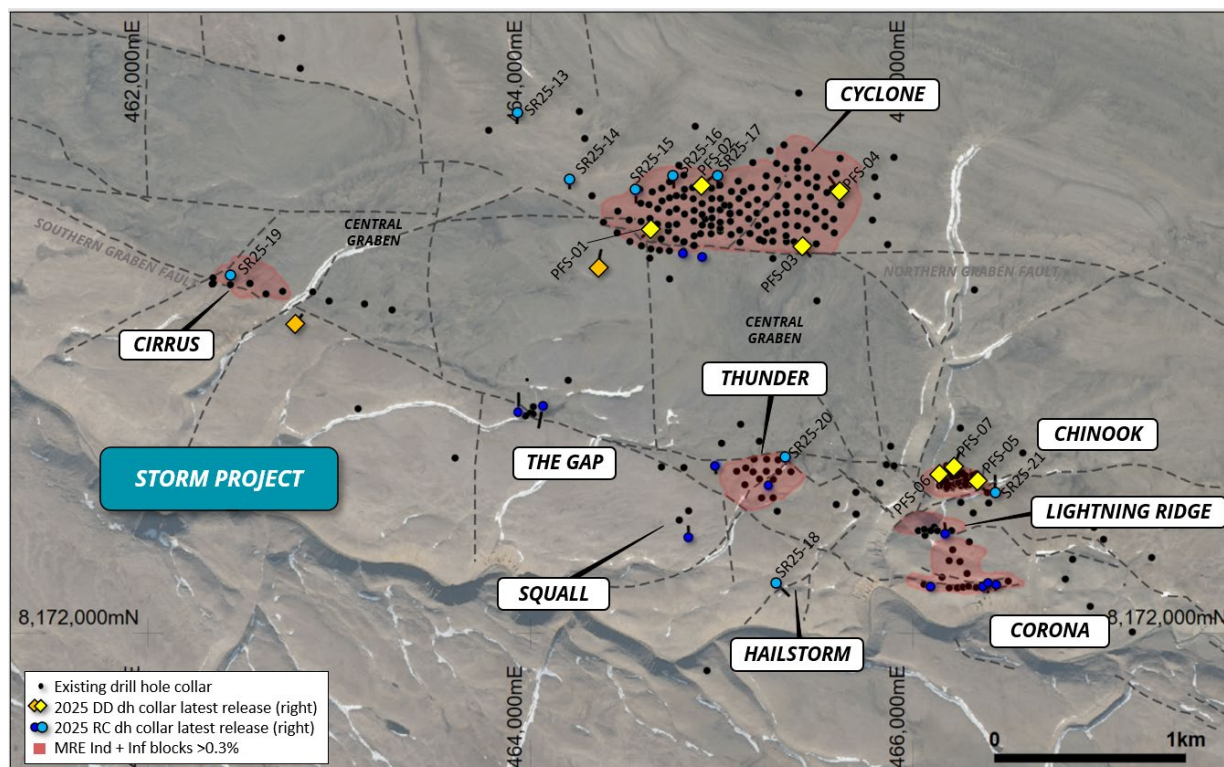 462,000mE
464,000mE
466,000mE
SR25-13
CYCLONE
SR25-14
SR25-15
SR25-16
PFS-02
SR25-17
PFS-04
SOUTHERN GRABEN FAULT
SR25-19
CENTRAL
GRABEN
PFS-01
PFS-03
NORTHERN GRABEN FAULT
CIRRUS
CENTRAL
GRABEN
THUNDER
SR25-20
CHINOOK
PFS-07
PFS-05
PFS-06
SR25-21
STORM PROJECT
THE GAP
LIGHTNING RIDGE
SR25-18
SQUALL
8,172,000mN
8,172,000mN
CORONA
HAILSTORM
Existing drill hole collar
2025 DD dh collar latest release (right)
2025 RC dh collar latest release (right)
MRE Ind + Inf blocks >0.3%
464,000mE
466,000mE
0
1km